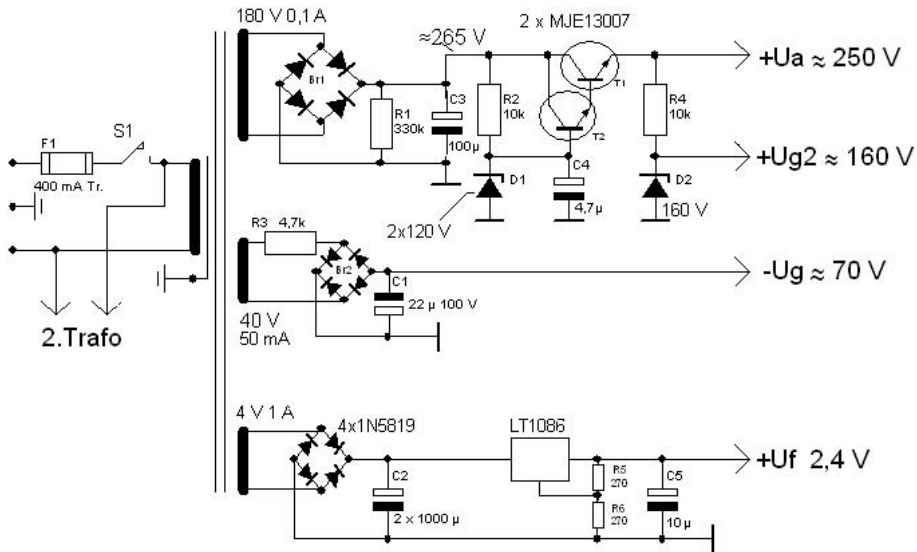 180 V 0,1 A
2 x MJE13007
≈265 V
+Ua ≈ 250 V
Br1
T1
S1
F1
R1
330k
C3
100µ
R2
10k
T2
R4
10k
400 mA Tr.
C4
4,7µ
+Ug2 ≈ 160 V
D1
D2
2x120 V
160 V
R3 4,7k
Br2
-Ug ≈ 70 V
C1
22 µ 100 V
2.Trafo
40 V
50 mA
4 V 1 A
4x1N5819
LT1086
+Uf 2,4 V
R5
270
C2
C5
R6
270
2 x 1000 µ
10µ